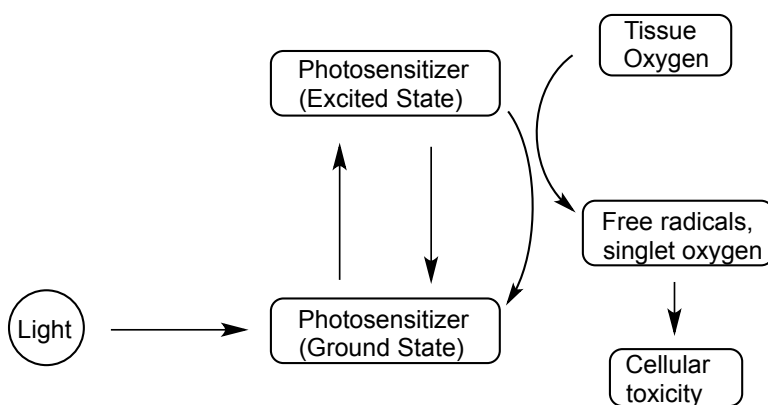 Tissue
Oxygen
Photosensitizer
(Excited State)
Free radicals,
singlet oxygen
Light
Photosensitizer
(Ground State)
Cellular
toxicity